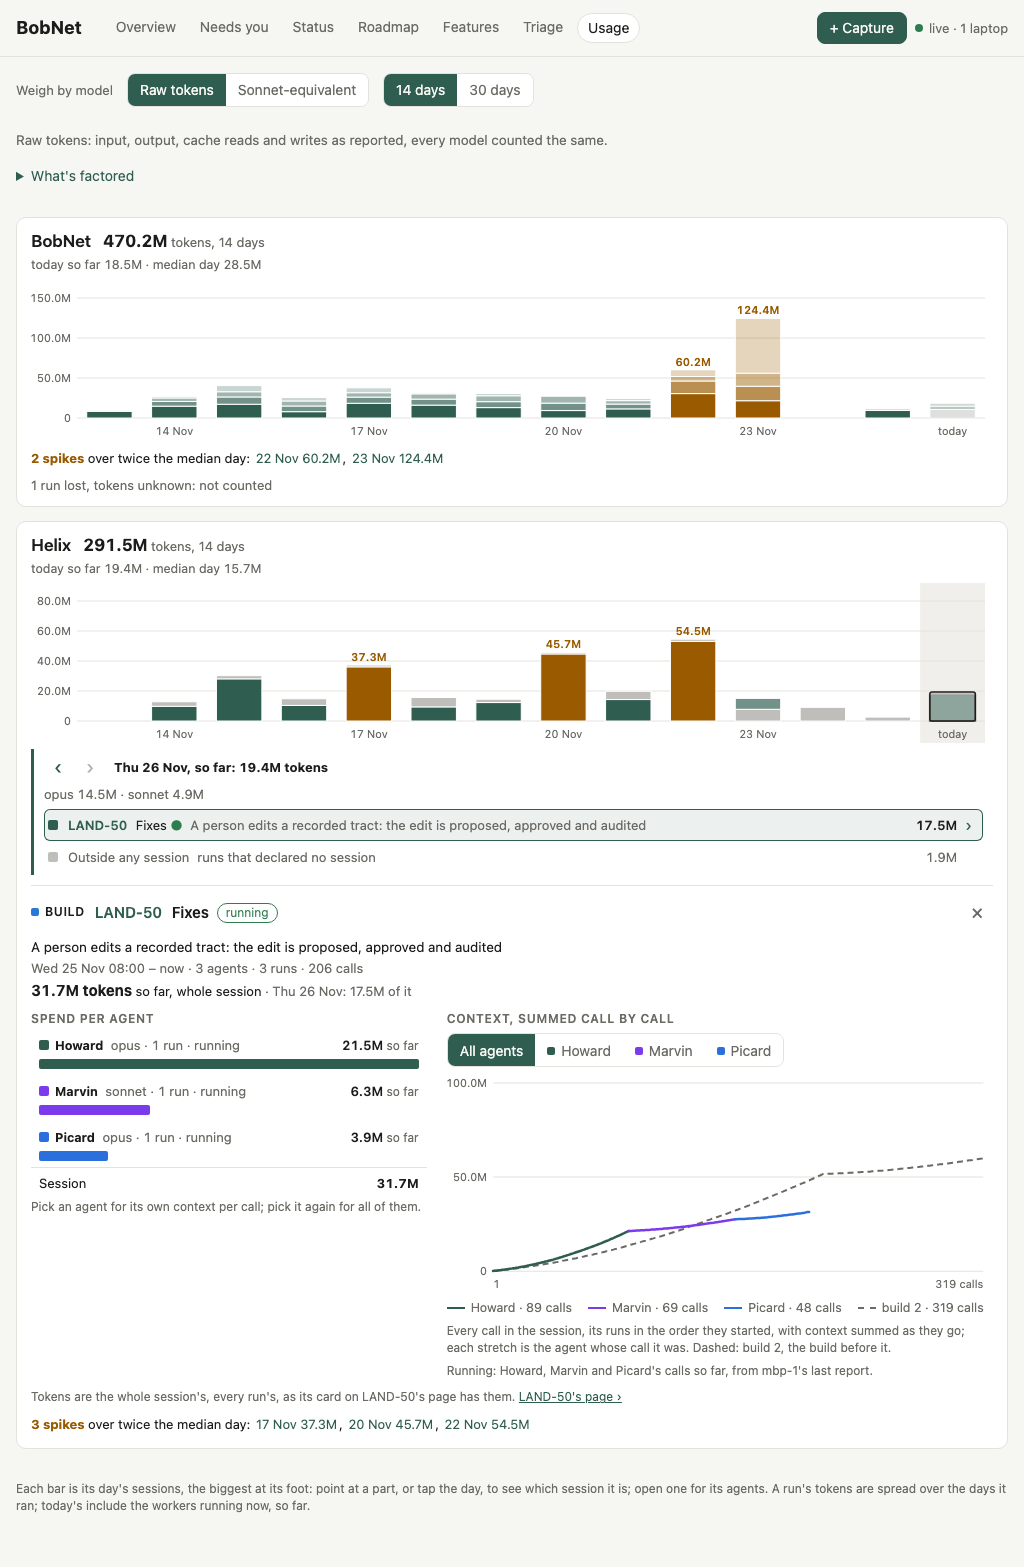 BobNet Overview Needs you Status Roadmap Features Triage Usage + Capture live · 1 laptop
Weigh by model Raw tokens Sonnet-equivalent 14 days 30 days
Raw tokens: input, output, cache reads and writes as reported, every model counted the same.
What's factored
BobNet 470.2M tokens, 14 days
today so far 18.5M · median day 28.5M
150.0M
100.0M
50.0M
0
124.4M
60.2M
14 Nov 17 Nov 20 Nov 23 Nov today
2 spikes over twice the median day: 22 Nov 60.2M, 23 Nov 124.4M
1 run lost, tokens unknown: not counted
Helix 291.5M tokens, 14 days
today so far 19.4M · median day 15.7M
80.0M
60.0M
40.0M
20.0M
0
37.3M
45.7M
54.5M
14 Nov 17 Nov 20 Nov 23 Nov today
‹ › Thu 26 Nov, so far: 19.4M tokens
opus 14.5M · sonnet 4.9M
LAND-50 Fixes A person edits a recorded tract: the edit is proposed, approved and audited 17.5M ›
Outside any session runs that declared no session 1.9M
BUILD LAND-50 Fixes running ×
A person edits a recorded tract: the edit is proposed, approved and audited
Wed 25 Nov 08:00 – now · 3 agents · 3 runs · 206 calls
31.7M tokens so far, whole session · Thu 26 Nov: 17.5M of it
SPEND PER AGENT
Howard opus · 1 run · running 21.5M so far
Marvin sonnet · 1 run · running 6.3M so far
Picard opus · 1 run · running 3.9M so far
Session 31.7M
Pick an agent for its own context per call; pick it again for all of them.
CONTEXT, SUMMED CALL BY CALL
All agents Howard Marvin Picard
100.0M
50.0M
0
1 319 calls
Howard · 89 calls Marvin · 69 calls Picard · 48 calls build 2 · 319 calls
Every call in the session, its runs in the order they started, with context summed as they go;
each stretch is the agent whose call it was. Dashed: build 2, the build before it.
Running: Howard, Marvin and Picard's calls so far, from mbp-1's last report.
Tokens are the whole session's, every run's, as its card on LAND-50's page has them. LAND-50's page ›
3 spikes over twice the median day: 17 Nov 37.3M, 20 Nov 45.7M, 22 Nov 54.5M
Each bar is its day's sessions, the biggest at its foot: point at a part, or tap the day, to see which session it is; open one for its agents. A run's tokens are spread over the days it
ran; today's include the workers running now, so far.